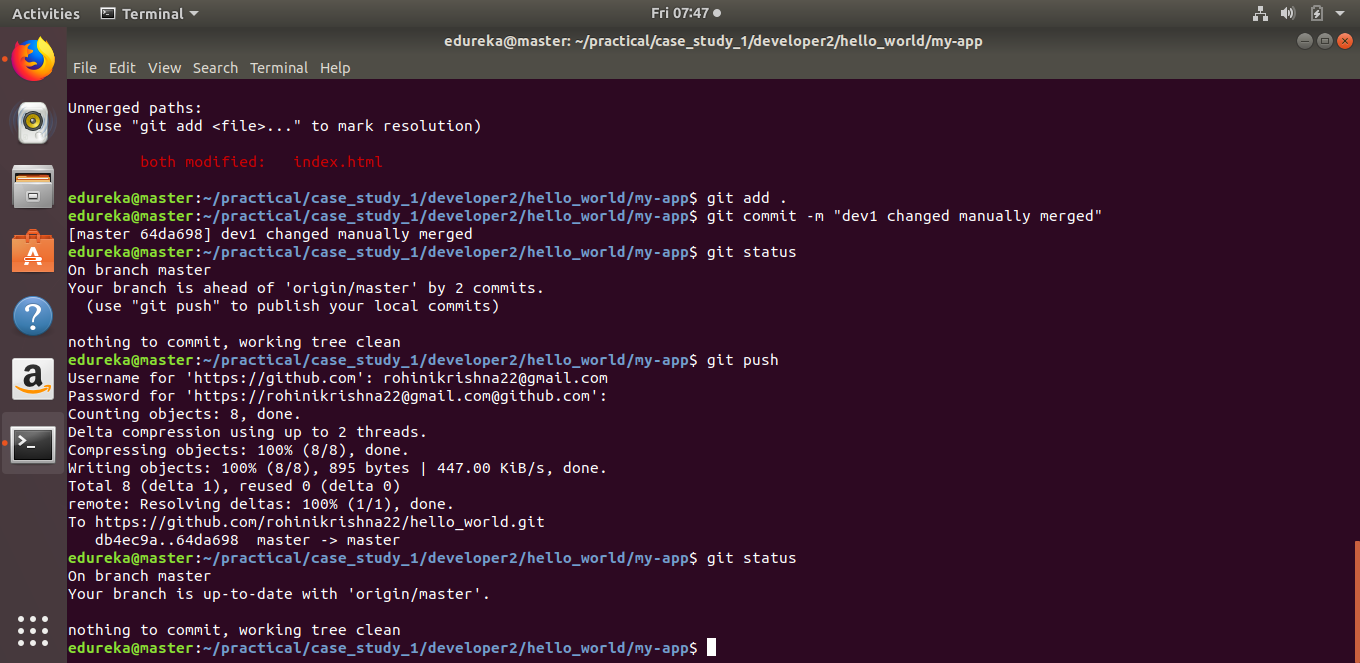 Activities Terminal Fri 07:47
edureka@master: ~/practical/case_study_1/developer2/hello_world/my-app
File Edit View Search Terminal Help
Unmerged paths:
  (use "git add <file>..." to mark resolution)
        both modified:   index.html
edureka@master:~/practical/case_study_1/developer2/hello_world/my-app$ git add .
edureka@master:~/practical/case_study_1/developer2/hello_world/my-app$ git commit -m "dev1 changed manually merged"
[master 64da698] dev1 changed manually merged
edureka@master:~/practical/case_study_1/developer2/hello_world/my-app$ git status
On branch master
Your branch is ahead of 'origin/master' by 2 commits.
  (use "git push" to publish your local commits)
nothing to commit, working tree clean
edureka@master:~/practical/case_study_1/developer2/hello_world/my-app$ git push
Username for 'https://github.com': rohinikrishna22@gmail.com
Password for 'https://rohinikrishna22@gmail.com@github.com':
Counting objects: 8, done.
Delta compression using up to 2 threads.
Compressing objects: 100% (8/8), done.
Writing objects: 100% (8/8), 895 bytes | 447.00 KiB/s, done.
Total 8 (delta 1), reused 0 (delta 0)
remote: Resolving deltas: 100% (1/1), done.
To https://github.com/rohinikrishna22/hello_world.git
   db4ec9a..64da698  master -> master
edureka@master:~/practical/case_study_1/developer2/hello_world/my-app$ git status
On branch master
Your branch is up-to-date with 'origin/master'.
nothing to commit, working tree clean
edureka@master:~/practical/case_study_1/developer2/hello_world/my-app$